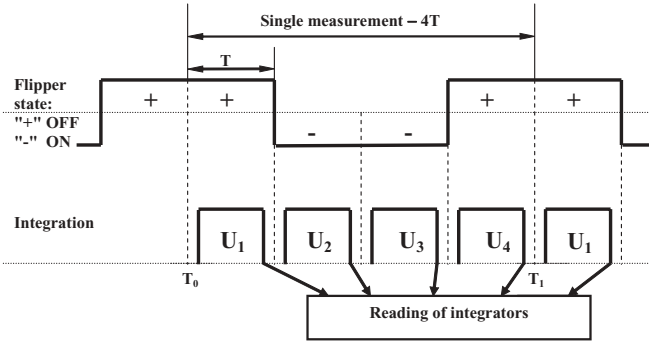 Single measurement – 4T
T
Flipper
state:
"+" OFF
"-" ON
+ + - - + +
Integration
U₁ U₂ U₃ U₄ U₁
T₀ T₁
Reading of integrators